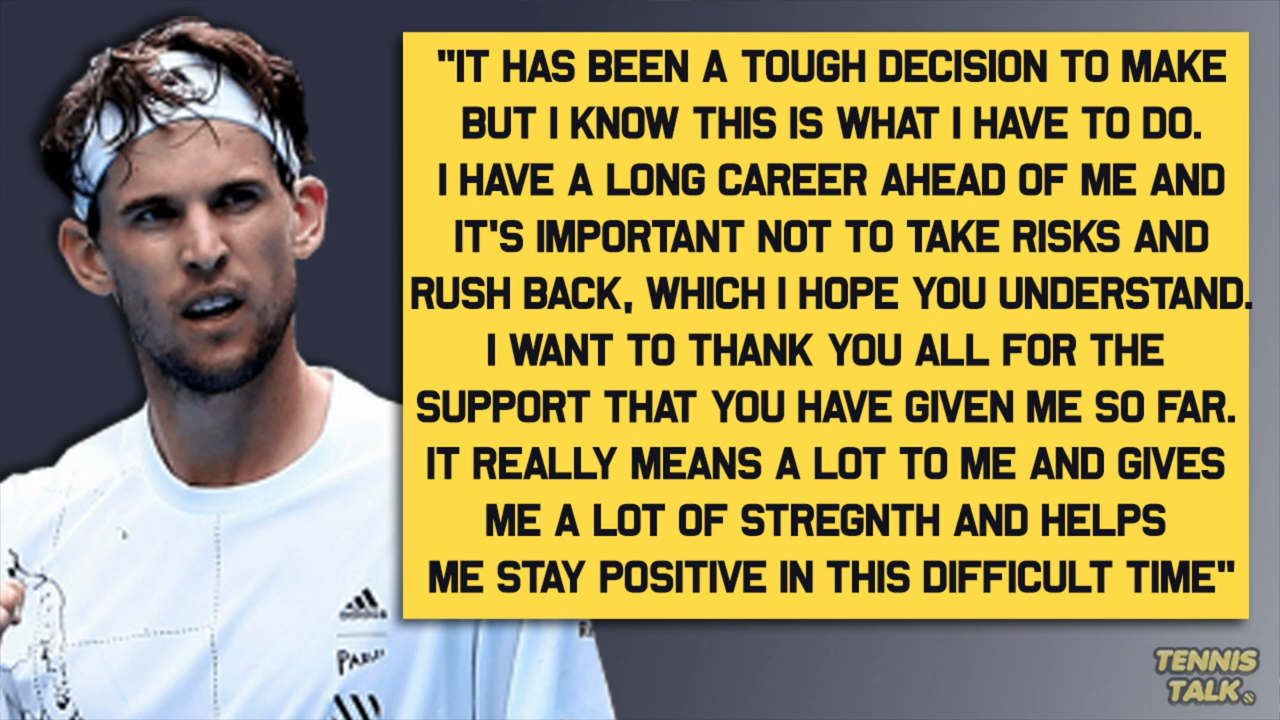 "IT HAS BEEN A TOUGH DECISION TO MAKE
BUT I KNOW THIS IS WHAT I HAVE TO DO.
I HAVE A LONG CAREER AHEAD OF ME AND
IT'S IMPORTANT NOT TO TAKE RISKS AND
RUSH BACK, WHICH I HOPE YOU UNDERSTAND.
I WANT TO THANK YOU ALL FOR THE
SUPPORT THAT YOU HAVE GIVEN ME SO FAR.
IT REALLY MEANS A LOT TO ME AND GIVES
ME A LOT OF STREGNTH AND HELPS
ME STAY POSITIVE IN THIS DIFFICULT TIME"
adidas
TENNIS
TALK